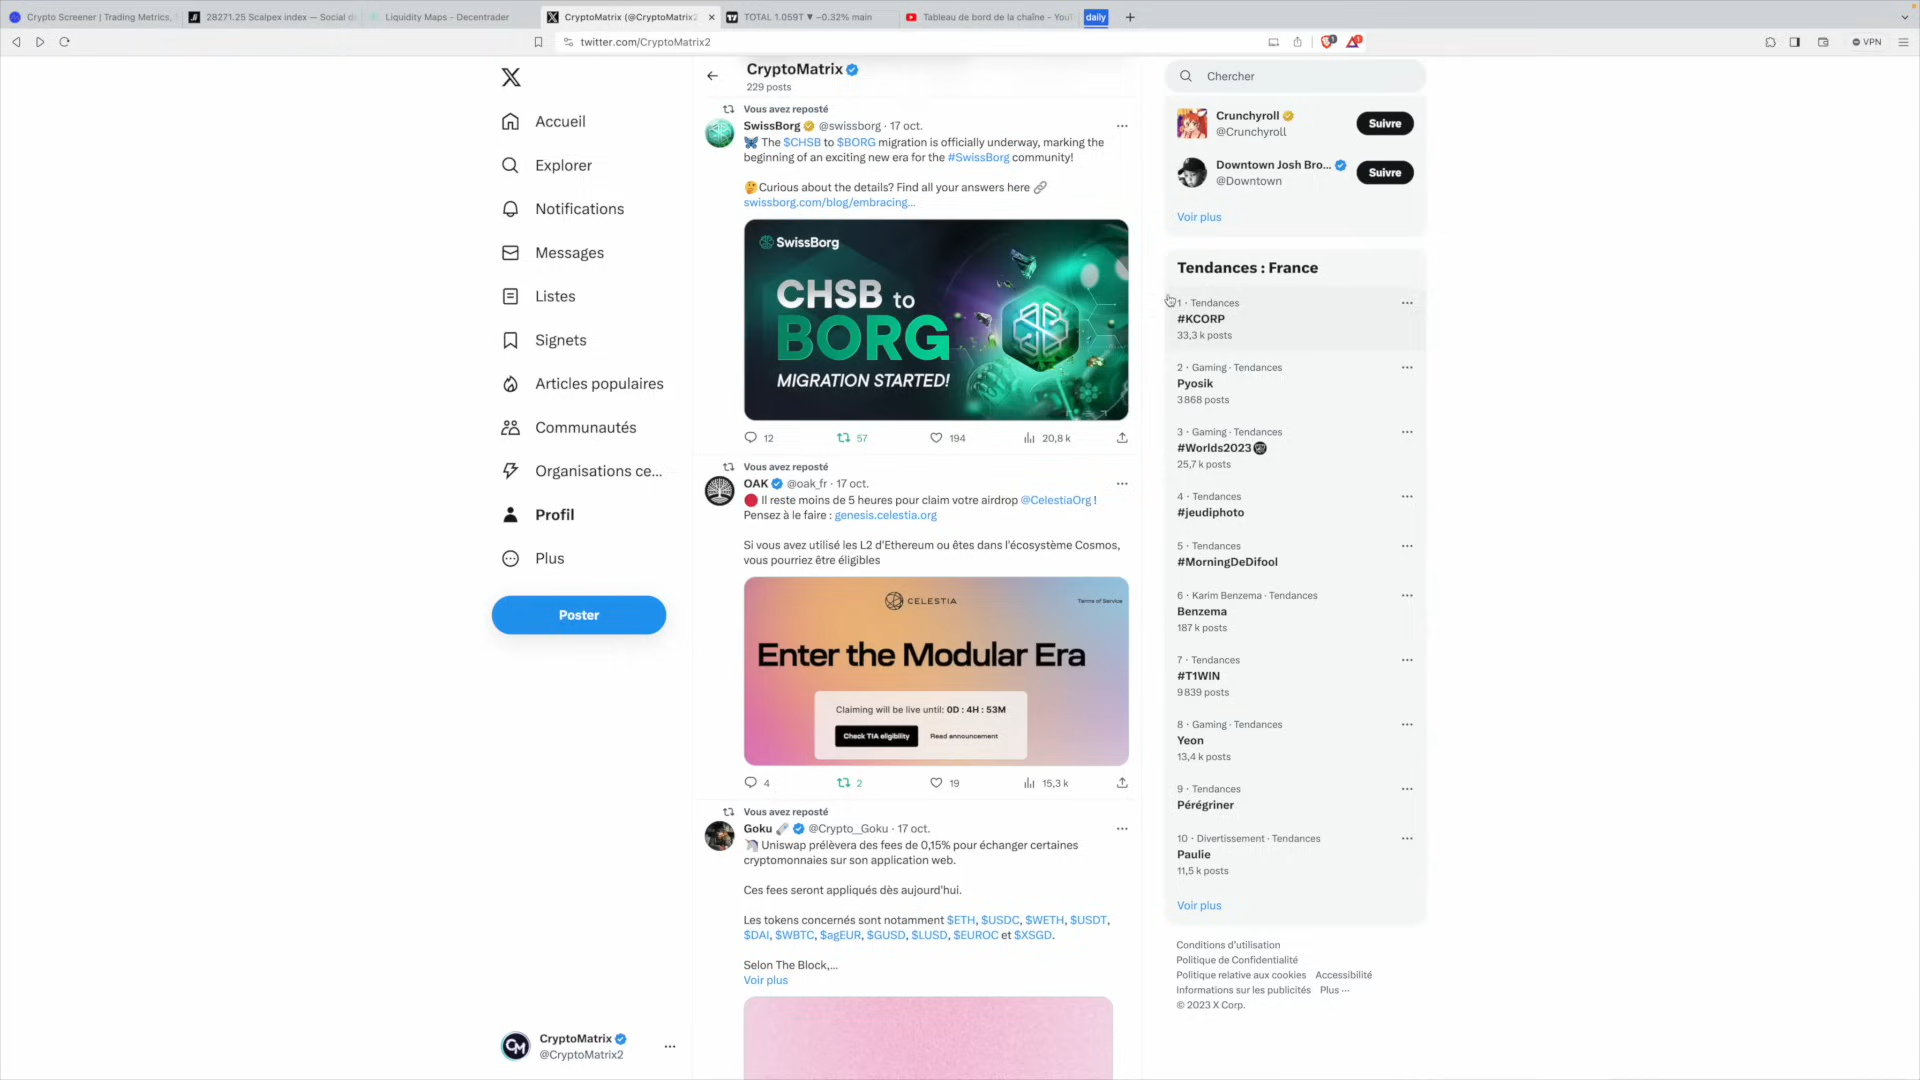 Crypto Screener | Trading Metrics,
28271.25 Scalpex index — Social d
Liquidity Maps - Decentrader
CryptoMatrix (@CryptoMatrix2
TOTAL 1.059T ▼ −0.32% main
Tableau de bord de la chaîne - YouT
daily
twitter.com/CryptoMatrix2
VPN
Accueil
Explorer
Notifications
Messages
Listes
Signets
Articles populaires
Communautés
Organisations ce...
Profil
Plus
Poster
CryptoMatrix
@CryptoMatrix2
CryptoMatrix
229 posts
Vous avez reposté
SwissBorg @swissborg · 17 oct.
🦋 The $CHSB to $BORG migration is officially underway, marking the
beginning of an exciting new era for the #SwissBorg community!
🤔Curious about the details? Find all your answers here 🔗
swissborg.com/blog/embracing...
SwissBorg
CHSB to
BORG
MIGRATION STARTED!
12 57 194 20,8 k
Vous avez reposté
OAK @oak_fr · 17 oct.
🔴 Il reste moins de 5 heures pour claim votre airdrop @CelestiaOrg !
Pensez à le faire : genesis.celestia.org
Si vous avez utilisé les L2 d'Ethereum ou êtes dans l'écosystème Cosmos,
vous pourriez être éligibles
CELESTIA
Terms of Service
Enter the Modular Era
Claiming will be live until: 0D : 4H : 53M
Check TIA eligibility Read announcement
4 2 19 15,3 k
Vous avez reposté
Goku @Crypto__Goku · 17 oct.
🦄 Uniswap prélèvera des fees de 0,15% pour échanger certaines
cryptomonnaies sur son application web.
Ces fees seront appliqués dès aujourd'hui.
Les tokens concernés sont notamment $ETH, $USDC, $WETH, $USDT,
$DAI, $WBTC, $agEUR, $GUSD, $LUSD, $EUROC et $XSGD.
Selon The Block,...
Voir plus
Chercher
Crunchyroll
@Crunchyroll
Suivre
Downtown Josh Bro...
@Downtown
Suivre
Voir plus
Tendances : France
1 · Tendances
#KCORP
33,3 k posts
2 · Gaming · Tendances
Pyosik
3 868 posts
3 · Gaming · Tendances
#Worlds2023
25,7 k posts
4 · Tendances
#jeudiphoto
5 · Tendances
#MorningDeDifool
6 · Karim Benzema · Tendances
Benzema
187 k posts
7 · Tendances
#T1WIN
9 839 posts
8 · Gaming · Tendances
Yeon
13,4 k posts
9 · Tendances
Pérégriner
10 · Divertissement · Tendances
Paulie
11,5 k posts
Voir plus
Conditions d'utilisation
Politique de Confidentialité
Politique relative aux cookies Accessibilité
Informations sur les publicités Plus ···
© 2023 X Corp.